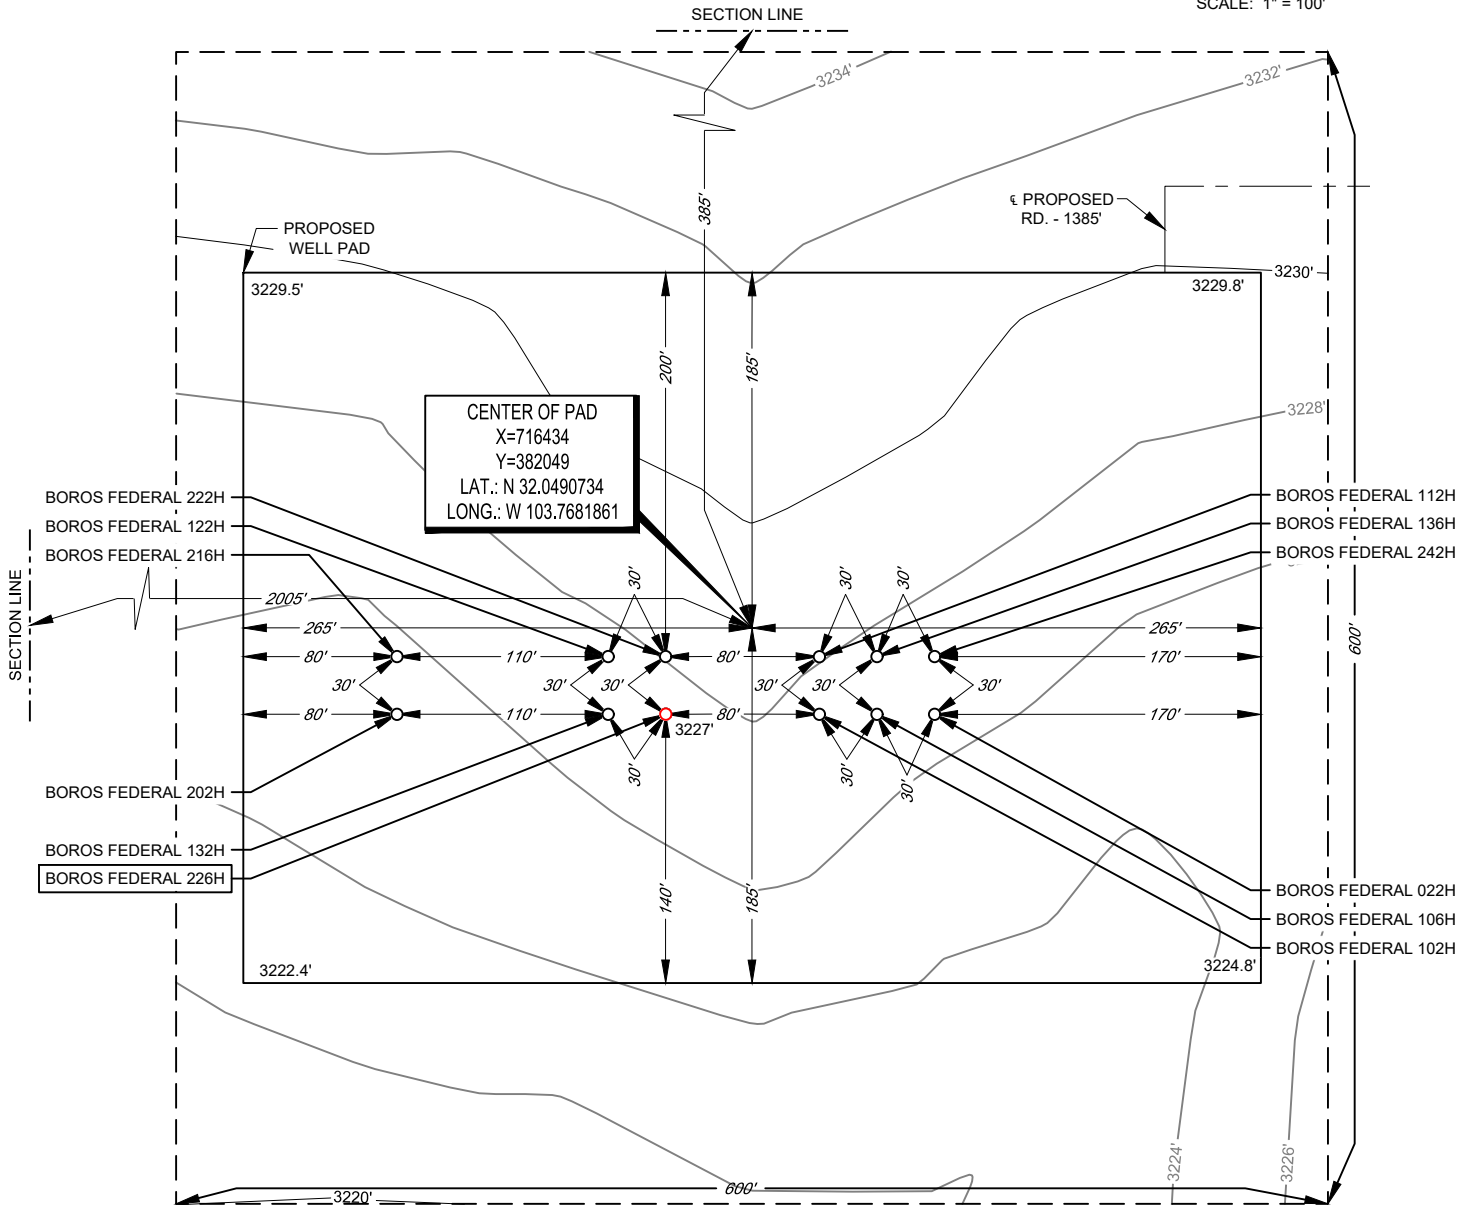 SCALE: 1" = 100'
SECTION LINE
3234'
3232'
385'
℄ PROPOSED
RD. - 1385'
PROPOSED
WELL PAD
3230'
3229.5'
3229.8'
200'
185'
CENTER OF PAD
X=716434
Y=382049
LAT.: N 32.0490734
LONG.: W 103.7681861
3228'
BOROS FEDERAL 222H
BOROS FEDERAL 122H
BOROS FEDERAL 216H
BOROS FEDERAL 112H
BOROS FEDERAL 136H
BOROS FEDERAL 242H
SECTION LINE
2005'
30'
30'
30'
265'
265'
600'
80'
110'
80'
170'
30'
30'
30'
30'
30'
30'
80'
110'
80'
170'
3227'
30'
30'
30'
BOROS FEDERAL 202H
BOROS FEDERAL 132H
BOROS FEDERAL 226H
140'
185'
BOROS FEDERAL 022H
BOROS FEDERAL 106H
BOROS FEDERAL 102H
3222.4'
3224.8'
3224'
3226'
3220'
600'